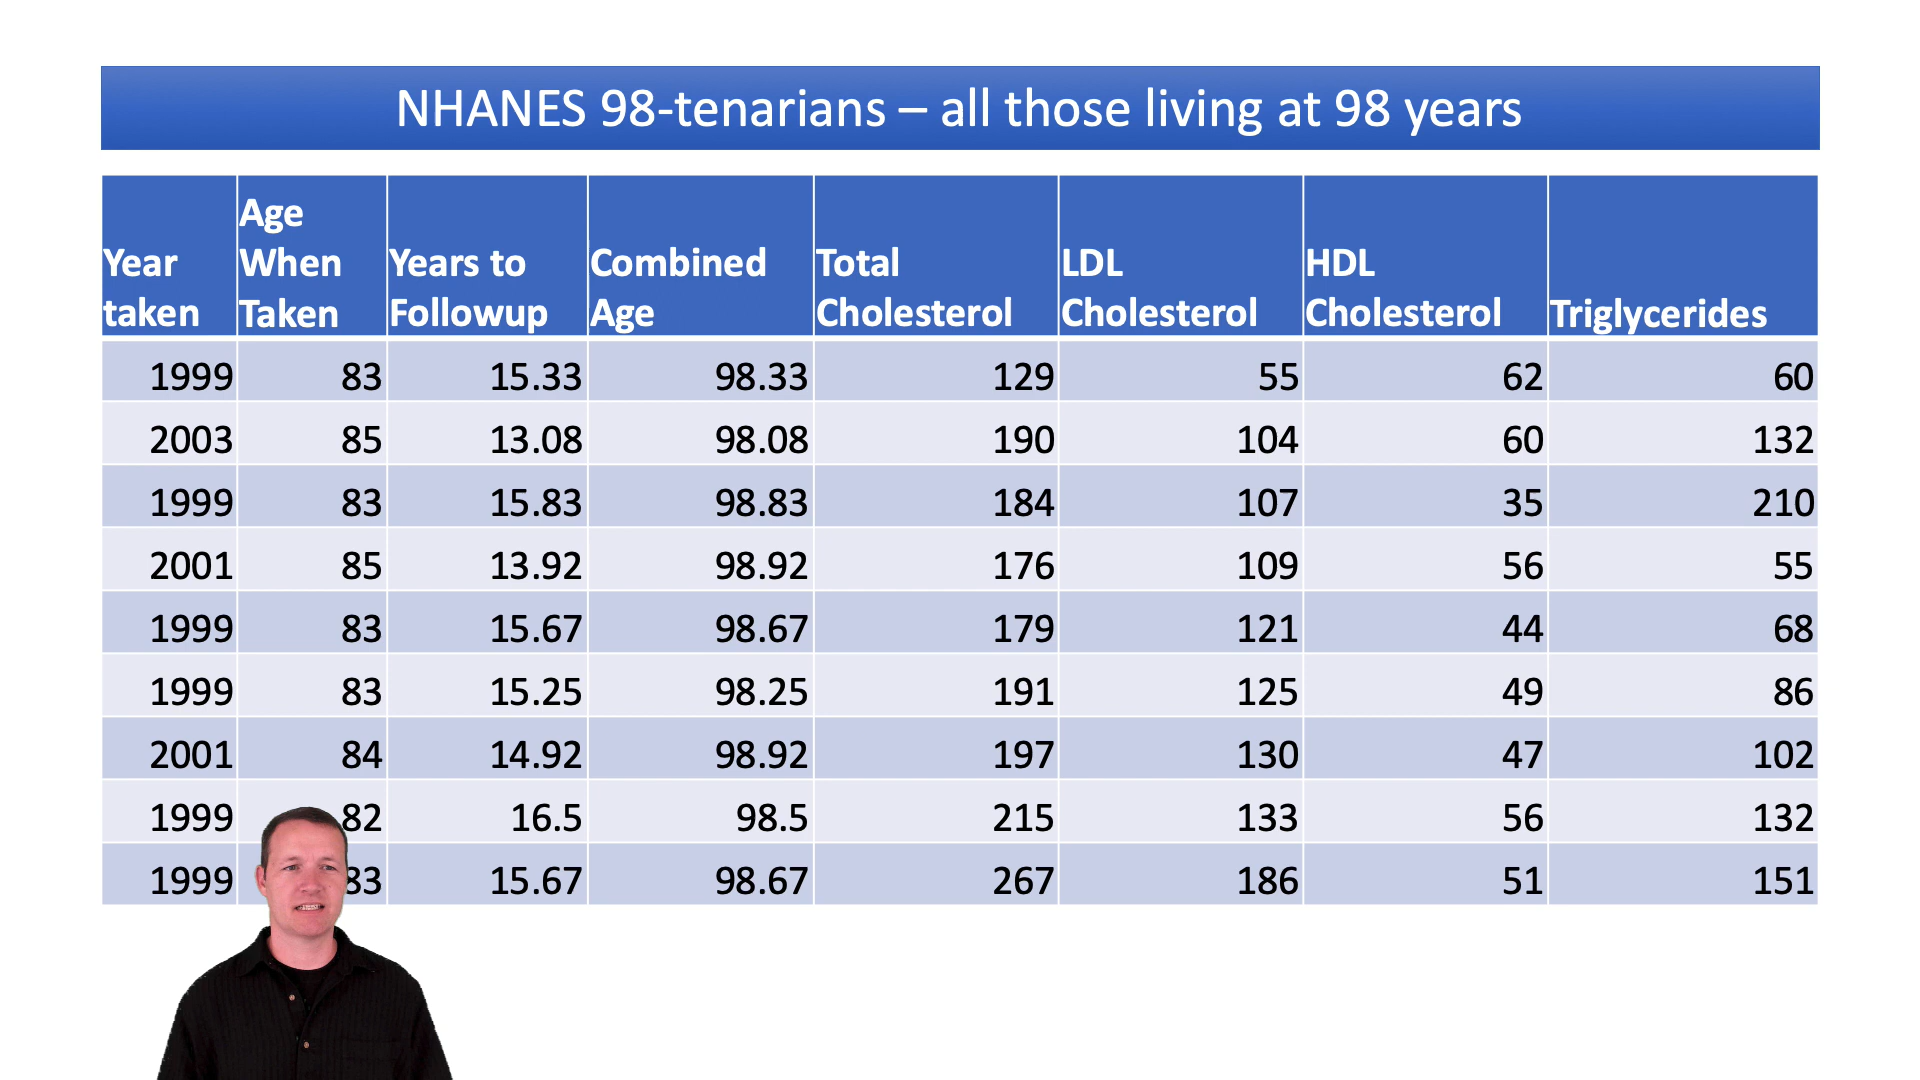 NHANES 98-tenarians – all those living at 98 years
Year taken Age When Taken Years to Followup Combined Age Total Cholesterol LDL Cholesterol HDL Cholesterol Triglycerides
1999 83 15.33 98.33 129 55 62 60
2003 85 13.08 98.08 190 104 60 132
1999 83 15.83 98.83 184 107 35 210
2001 85 13.92 98.92 176 109 56 55
1999 83 15.67 98.67 179 121 44 68
1999 83 15.25 98.25 191 125 49 86
2001 84 14.92 98.92 197 130 47 102
1999 82 16.5 98.5 215 133 56 132
1999 83 15.67 98.67 267 186 51 151